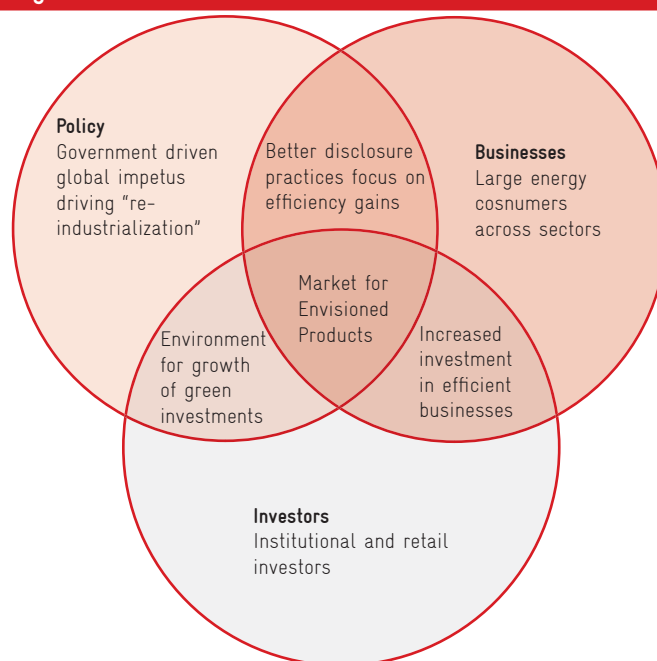 Policy
Government driven
global impetus
driving "re-
industrialization"
Better disclosure
practices focus on
efficiency gains
Businesses
Large energy
cosnumers
across sectors
Market for
Envisioned
Products
Environment
for growth
of green
investments
Increased
investment
in efficient
businesses
Investors
Institutional and retail
investors